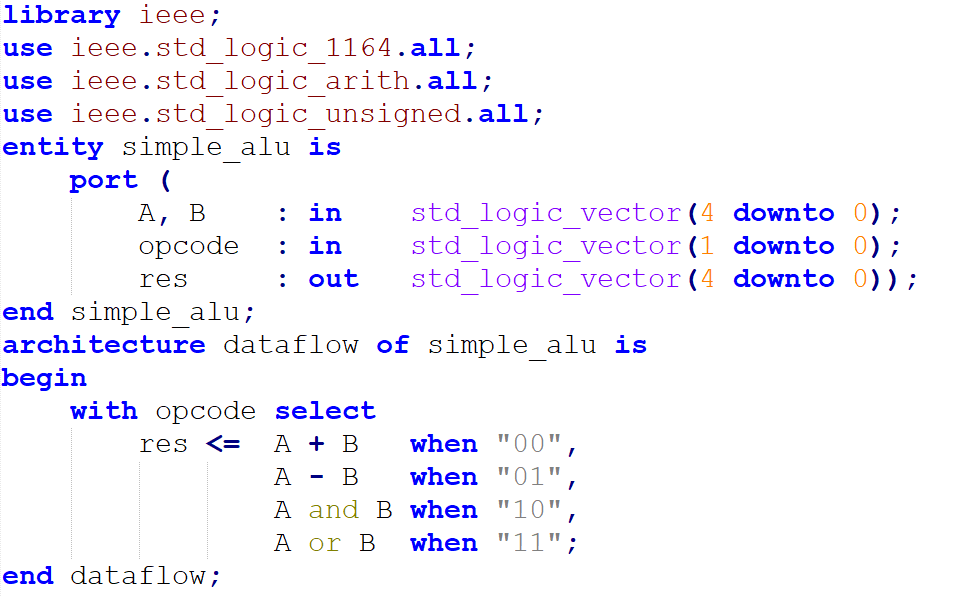 library ieee;
use ieee.std_logic_1164.all;
use ieee.std_logic_arith.all;
use ieee.std_logic_unsigned.all;
entity simple_alu is
    port (
        A, B    : in    std_logic_vector(4 downto 0);
        opcode  : in    std_logic_vector(1 downto 0);
        res     : out   std_logic_vector(4 downto 0));
end simple_alu;
architecture dataflow of simple_alu is
begin
    with opcode select
        res <=  A + B   when "00",
                A - B   when "01",
                A and B when "10",
                A or B  when "11";
end dataflow;